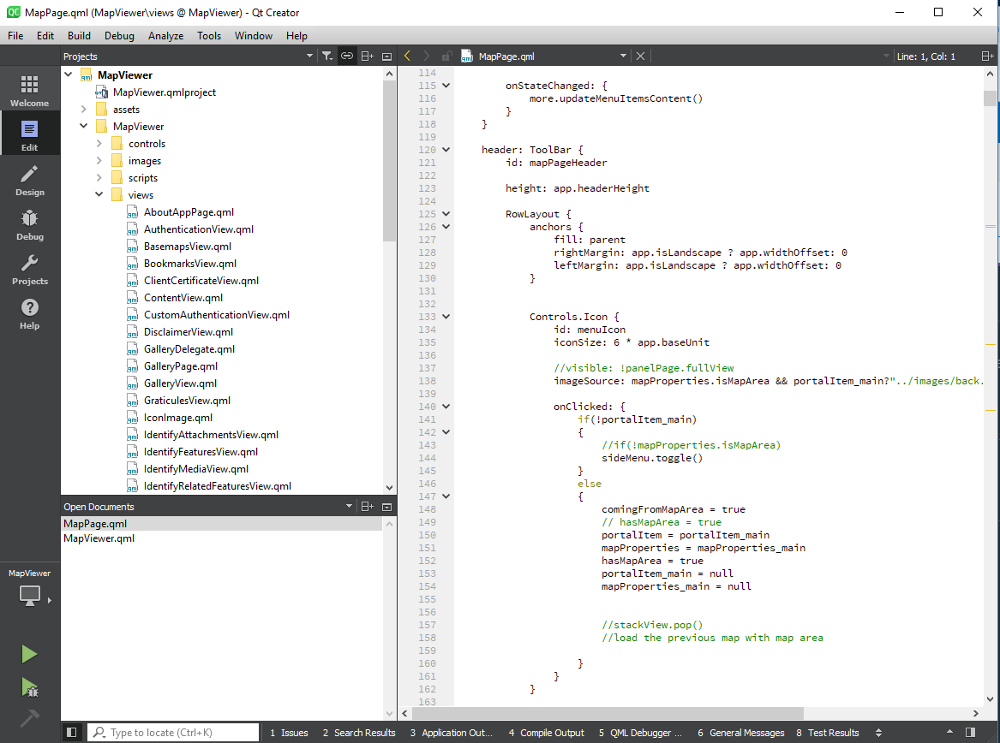 MapPage.qml (MapViewer\views @ MapViewer) - Qt Creator
File Edit Build Debug Analyze Tools Window Help
Projects
MapPage.qml
Line: 1, Col: 1
Welcome
Edit
Design
Debug
Projects
Help
MapViewer
MapViewer
MapViewer.qmlproject
assets
MapViewer
controls
images
scripts
views
AboutAppPage.qml
AuthenticationView.qml
BasemapsView.qml
BookmarksView.qml
ClientCertificateView.qml
ContentView.qml
CustomAuthenticationView.qml
DisclaimerView.qml
GalleryDelegate.qml
GalleryPage.qml
GalleryView.qml
GraticulesView.qml
IconImage.qml
IdentifyAttachmentsView.qml
IdentifyFeaturesView.qml
IdentifyMediaView.qml
IdentifyRelatedFeaturesView.qml
Open Documents
MapPage.qml
MapViewer.qml
114
115 onStateChanged: {
116 more.updateMenuItemsContent()
117 }
118 }
119
120 header: ToolBar {
121 id: mapPageHeader
122
123 height: app.headerHeight
124
125 RowLayout {
126 anchors {
127 fill: parent
128 rightMargin: app.isLandscape ? app.widthOffset: 0
129 leftMargin: app.isLandscape ? app.widthOffset: 0
130 }
131
132
133 Controls.Icon {
134 id: menuIcon
135 iconSize: 6 * app.baseUnit
136
137 //visible: !panelPage.fullView
138 imageSource: mapProperties.isMapArea && portalItem_main?"../images/back.
139
140 onClicked: {
141 if(!portalItem_main)
142 {
143 //if(!mapProperties.isMapArea)
144 sideMenu.toggle()
145 }
146 else
147 {
148 comingFromMapArea = true
149 // hasMapArea = true
150 portalItem = portalItem_main
151 mapProperties = mapProperties_main
152 hasMapArea = true
153 portalItem_main = null
154 mapProperties_main = null
155
156
157 //stackView.pop()
158 //load the previous map with map area
159
160 }
161 }
162 }
163
Type to locate (Ctrl+K)
1 Issues 2 Search Results 3 Application Out... 4 Compile Output 5 QML Debugger ... 6 General Messages 8 Test Results